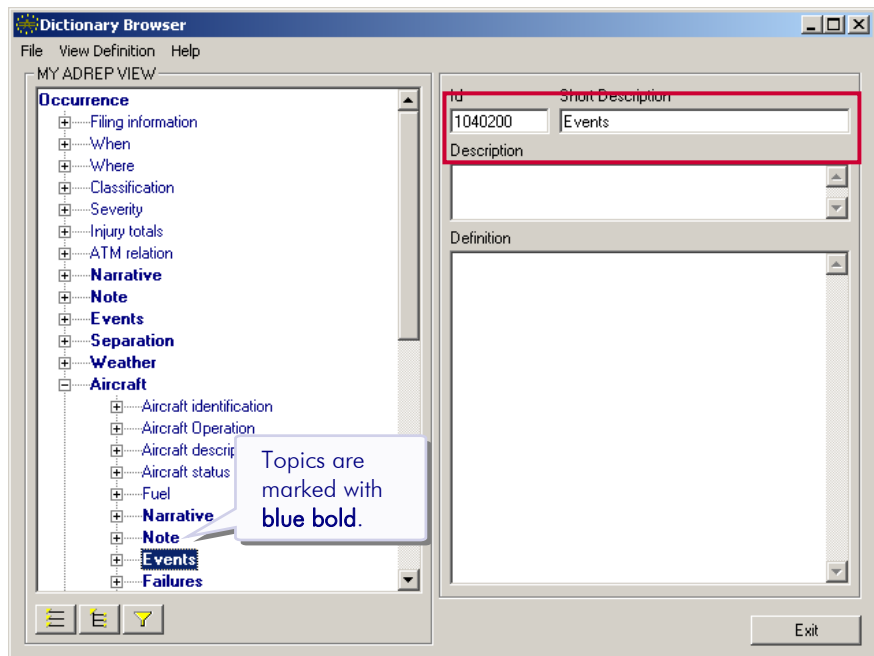 Dictionary Browser
File View Definition Help
MY ADREP VIEW
Occurrence
Filing information
When
Where
Classification
Severity
Injury totals
ATM relation
Narrative
Note
Events
Separation
Weather
Aircraft
Aircraft identification
Aircraft Operation
Aircraft descrip
Aircraft status
Fuel
Narrative
Note
Events
Failures
Topics are
marked with
blue bold.
Id Short Description
1040200 Events
Description
Definition
Exit